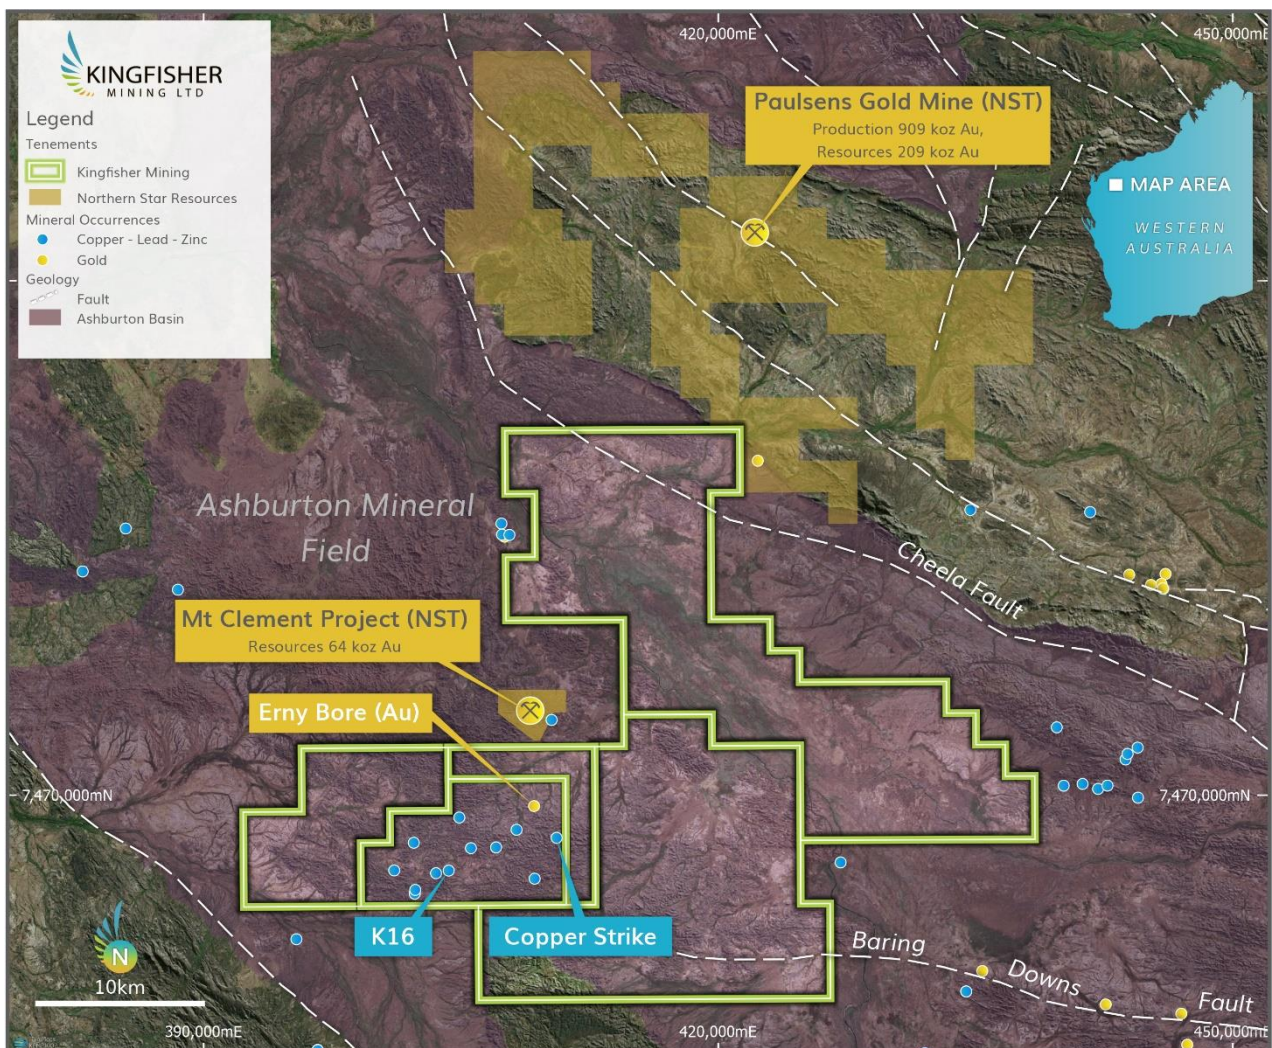 420,000mE
450,000mE
KINGFISHER
MINING LTD
Legend
Tenements
Kingfisher Mining
Northern Star Resources
Mineral Occurrences
Copper - Lead - Zinc
Gold
Geology
Fault
Ashburton Basin
Paulsens Gold Mine (NST)
Production 909 koz Au,
Resources 209 koz Au
MAP AREA
WESTERN
AUSTRALIA
Ashburton Mineral
Field
Cheela Fault
Mt Clement Project (NST)
Resources 64 koz Au
Erny Bore (Au)
7,470,000mN
7,470,000mN
K16
Copper Strike
Baring Downs Fault
N
10km
390,000mE
420,000mE
450,000mE